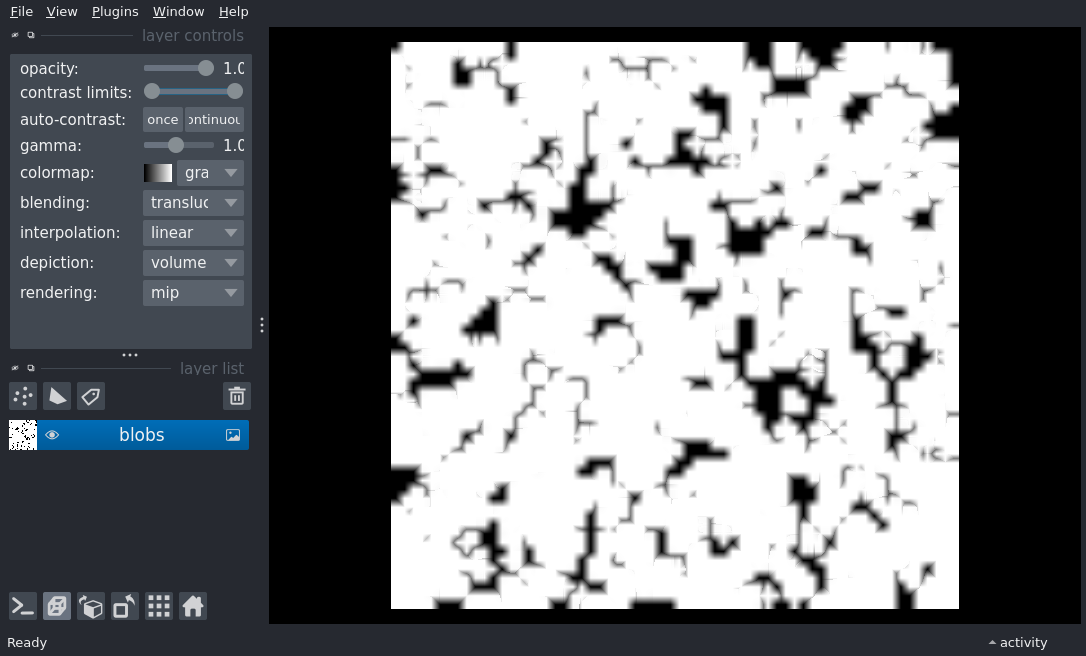 File View Plugins Window Help
layer controls
opacity: 1.0
contrast limits:
auto-contrast: once ontinuou
gamma: 1.0
colormap: gra
blending: transluc
interpolation: linear
depiction: volume
rendering: mip
layer list
blobs
Ready
activity